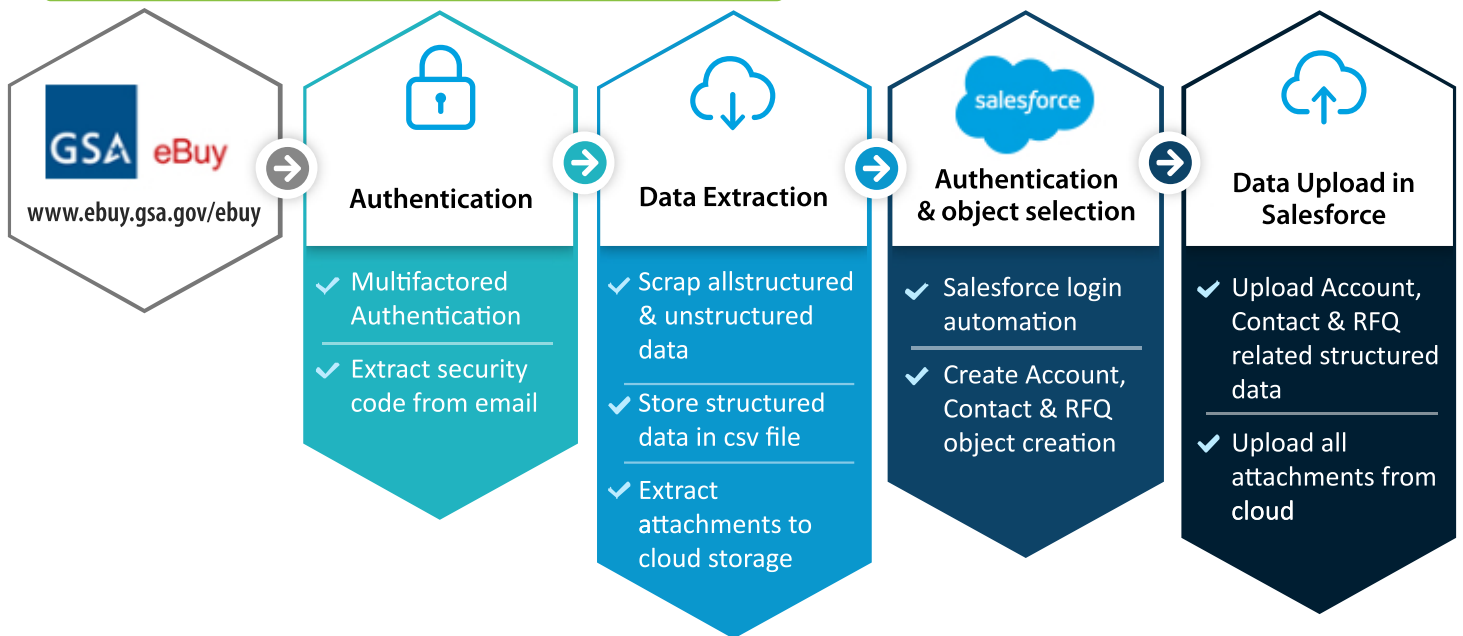 GSA eBuy
www.ebuy.gsa.gov/ebuy
Authentication
Multifactored
Authentication
Extract security
code from email
Data Extraction
Scrap allstructured
& unstructured
data
Store structured
data in csv file
Extract
attachments to
cloud storage
salesforce
Authentication
& object selection
Salesforce login
automation
Create Account,
Contact & RFQ
object creation
Data Upload in
Salesforce
Upload Account,
Contact & RFQ
related structured
data
Upload all
attachments from
cloud